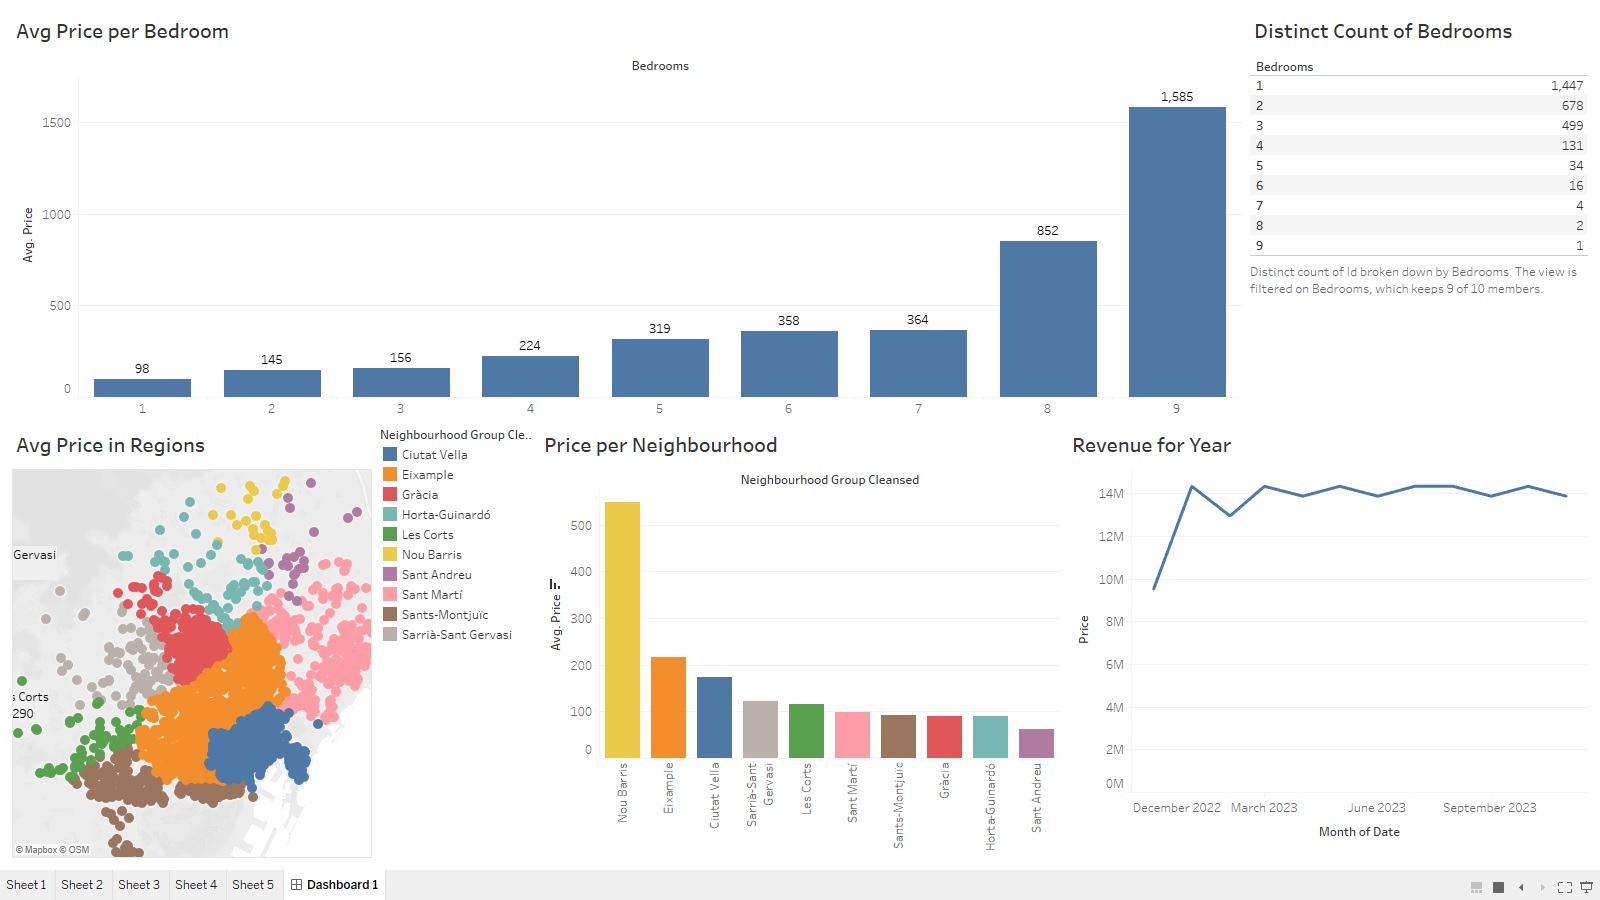 Avg Price per Bedroom
Bedrooms
Avg. Price
1500
1000
500
0
98
145
156
224
319
358
364
852
1,585
1
2
3
4
5
6
7
8
9
Distinct Count of Bedrooms
Bedrooms
1 1,447
2 678
3 499
4 131
5 34
6 16
7 4
8 2
9 1
Distinct count of Id broken down by Bedrooms. The view is
filtered on Bedrooms, which keeps 9 of 10 members.
Avg Price in Regions
Gervasi
s Corts
290
© Mapbox © OSM
Neighbourhood Group Cle..
Ciutat Vella
Eixample
Gràcia
Horta-Guinardó
Les Corts
Nou Barris
Sant Andreu
Sant Martí
Sants-Montjuïc
Sarrià-Sant Gervasi
Price per Neighbourhood
Neighbourhood Group Cleansed
Avg. Price
500
400
300
200
100
0
Nou Barris
Eixample
Ciutat Vella
Sarrià-Sant
Gervasi
Les Corts
Sant Martí
Sants-Montjuïc
Gràcia
Horta-Guinardó
Sant Andreu
Revenue for Year
Price
14M
12M
10M
8M
6M
4M
2M
0M
December 2022
March 2023
June 2023
September 2023
Month of Date
Sheet 1
Sheet 2
Sheet 3
Sheet 4
Sheet 5
Dashboard 1